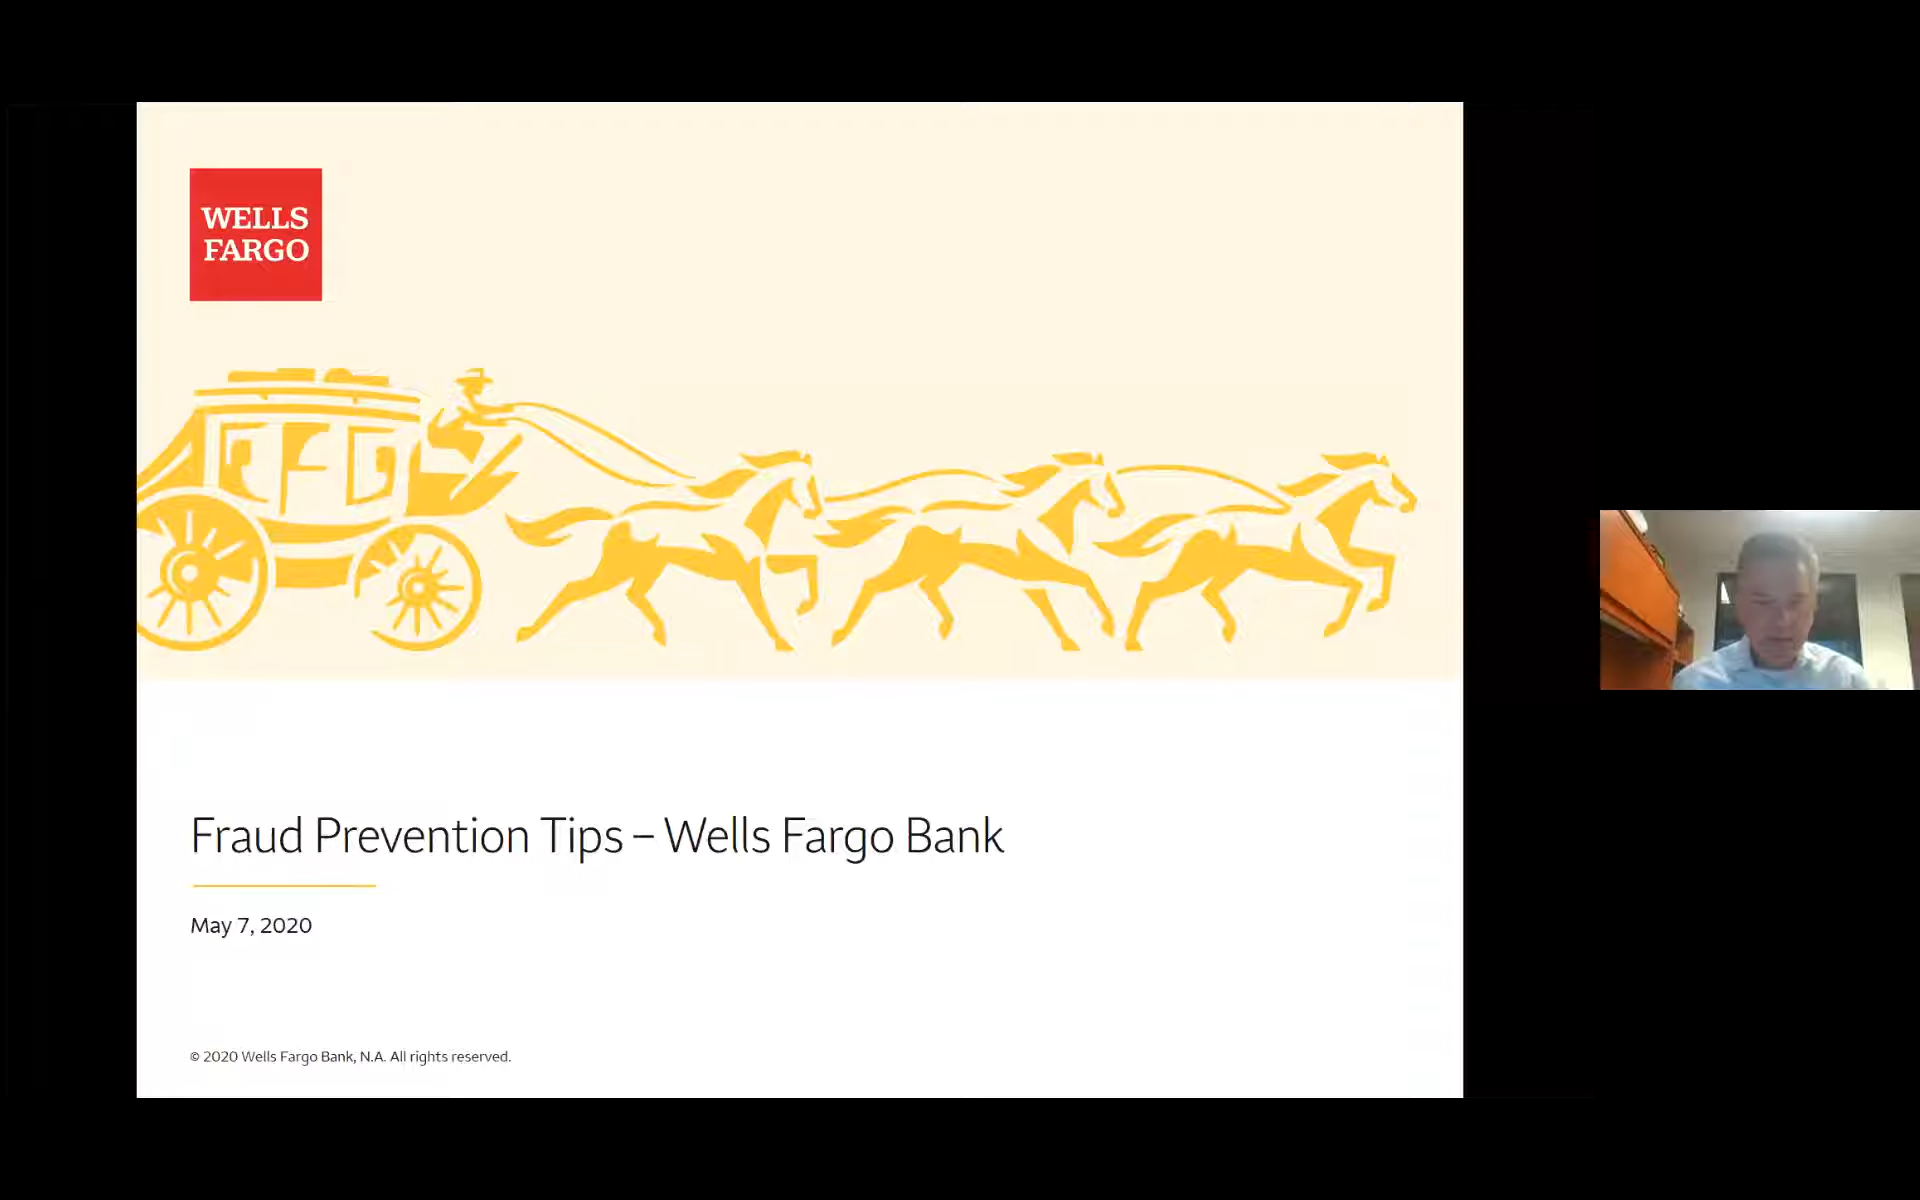 WELLS
FARGO
Fraud Prevention Tips – Wells Fargo Bank
May 7, 2020
© 2020 Wells Fargo Bank, N.A. All rights reserved.